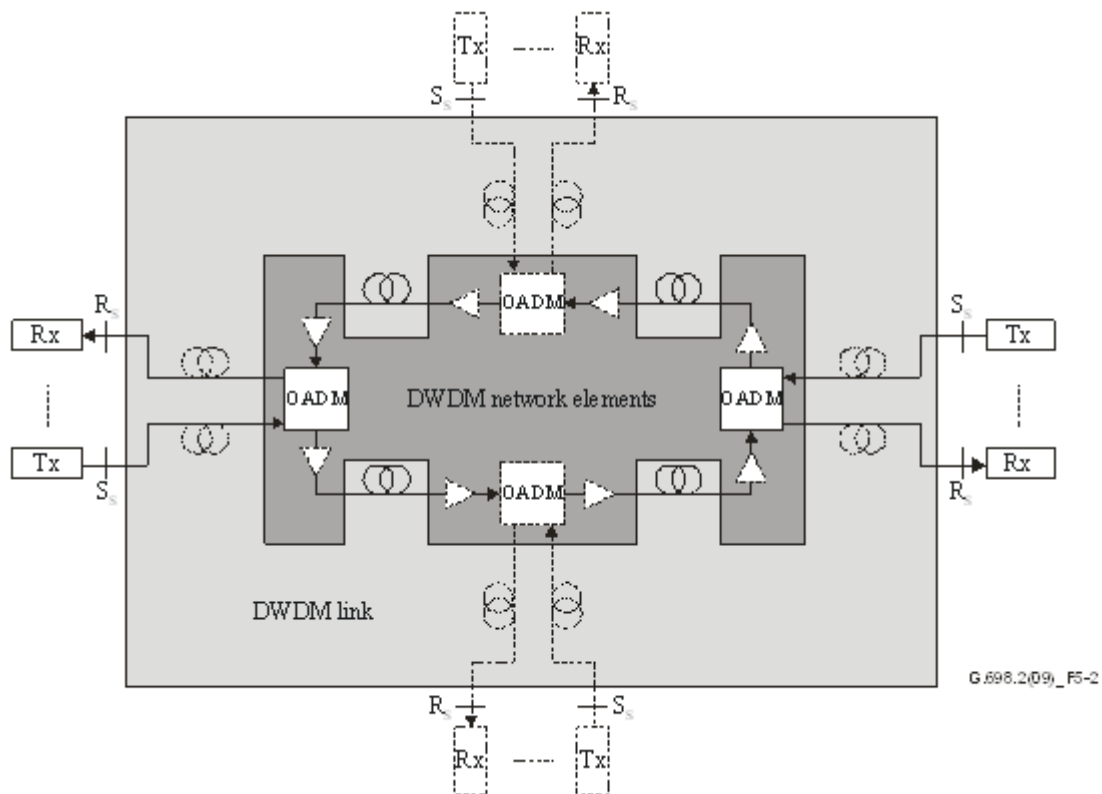 Tx Rx
Ss Rs
OADM
Rs Ss
Rx Tx
OADM DWDM network elements OADM
Tx Rx
Ss Rs
OADM
DWDM link
G.698.2(09)_F5-2
Rs Ss
Rx Tx